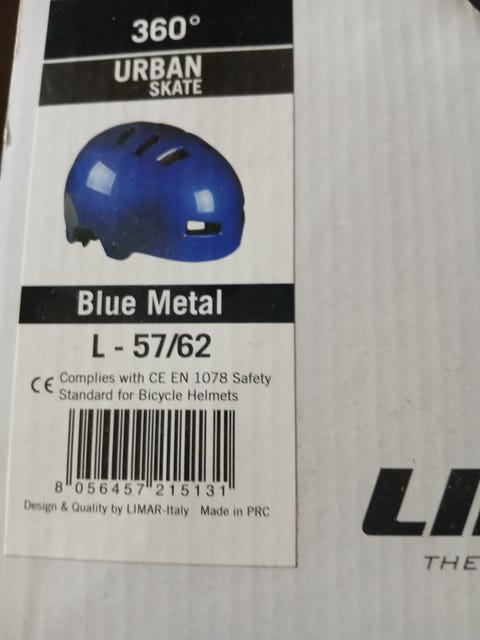 360°
URBAN
SKATE
Blue Metal
L - 57/62
CE Complies with CE EN 1078 Safety
Standard for Bicycle Helmets
8 056457 215131
Design & Quality by LIMAR-Italy Made in PRC
THE